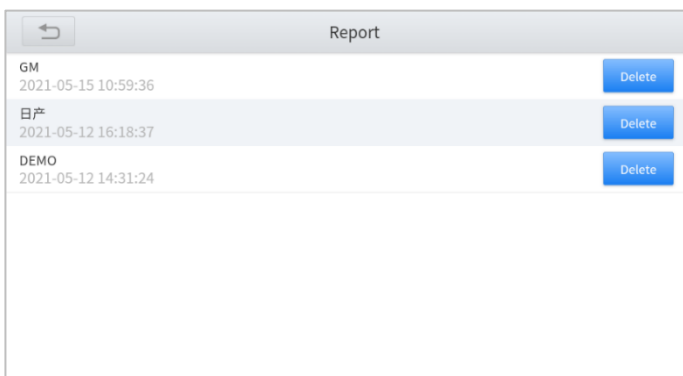 Report
GM
2021-05-15 10:59:36
Delete
日产
2021-05-12 16:18:37
Delete
DEMO
2021-05-12 14:31:24
Delete